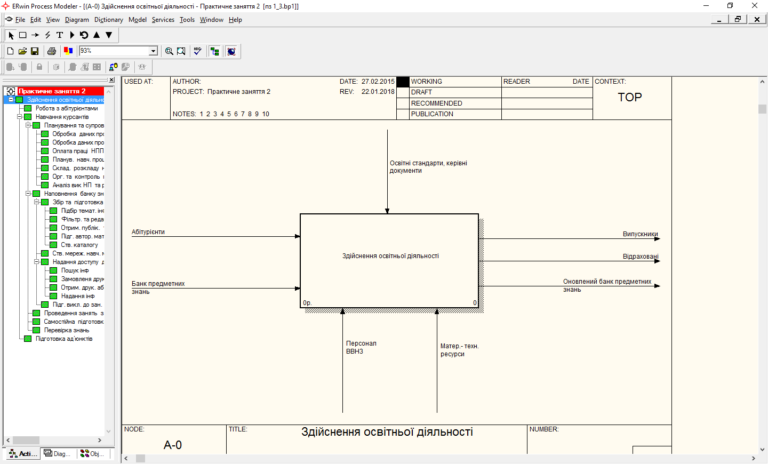 ERwin Process Modeler - [(A-0) Здійснення освітньої діяльності - Практичне заняття 2 [пз 1_3.bp1]]
File Edit View Diagram Dictionary Model Services Tools Window Help
93%
Практичне заняття 2
Здійснення освітньої діяльно
Робота з абітурієнтами
Навчання курсантів
Планування та супрово
Обробка даних про
Обробка даних про
Оплата праці НПП
Планув. навч. проц
Склад. розкладу н
Орг. та контроль
Аналіз вик НП та р
Наповнення банку зн
Збір та підготовка
Підбір темат. інс
Фільтр. та реда
Отрим. публік.
Підг. автор. мат
Ств. каталогу
Ств. мереж. навч.
Надання доступу д
Пошук інф
Замовлення друк
Отрим. друк. аб
Надання інф
Підг. викл. до зан.
Проведення занять з
Самостійна підготовк
Перевірка знань
Підготовка ад'юнктів
Acti...
Diag...
Obj...
USED AT:
AUTHOR:
DATE: 27.02.2015
PROJECT: Практичне заняття 2
REV: 22.01.2018
NOTES: 1 2 3 4 5 6 7 8 9 10
WORKING
DRAFT
RECOMMENDED
PUBLICATION
READER
DATE
CONTEXT:
TOP
Освітні стандарти, керівні
документи
Абітурієнти
Банк предметних
знань
Здійснення освітньої діяльності
0р.
0
Випускники
Відраховані
Оновлений банк предметних
знань
Персонал
ВВНЗ
Матер.- техн.
ресурси
NODE:
A-0
TITLE:
Здійснення освітньої діяльності
NUMBER: